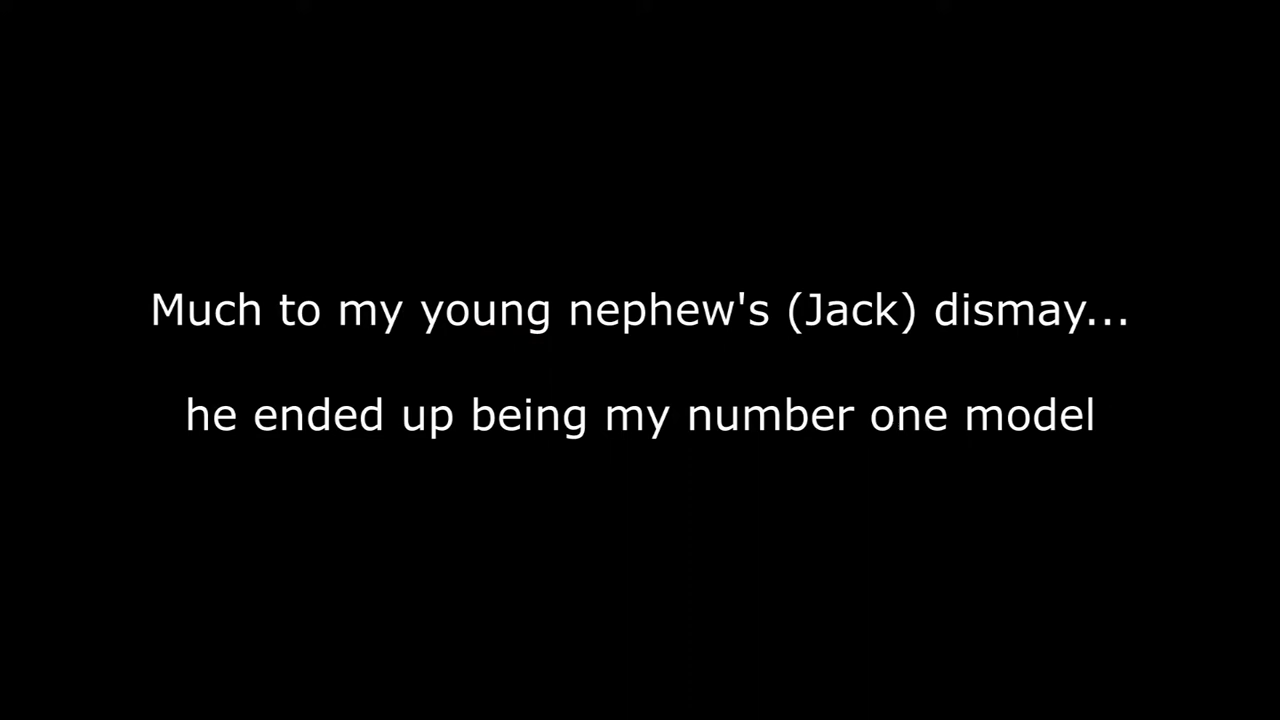 Much to my young nephew's (Jack) dismay...
he ended up being my number one model